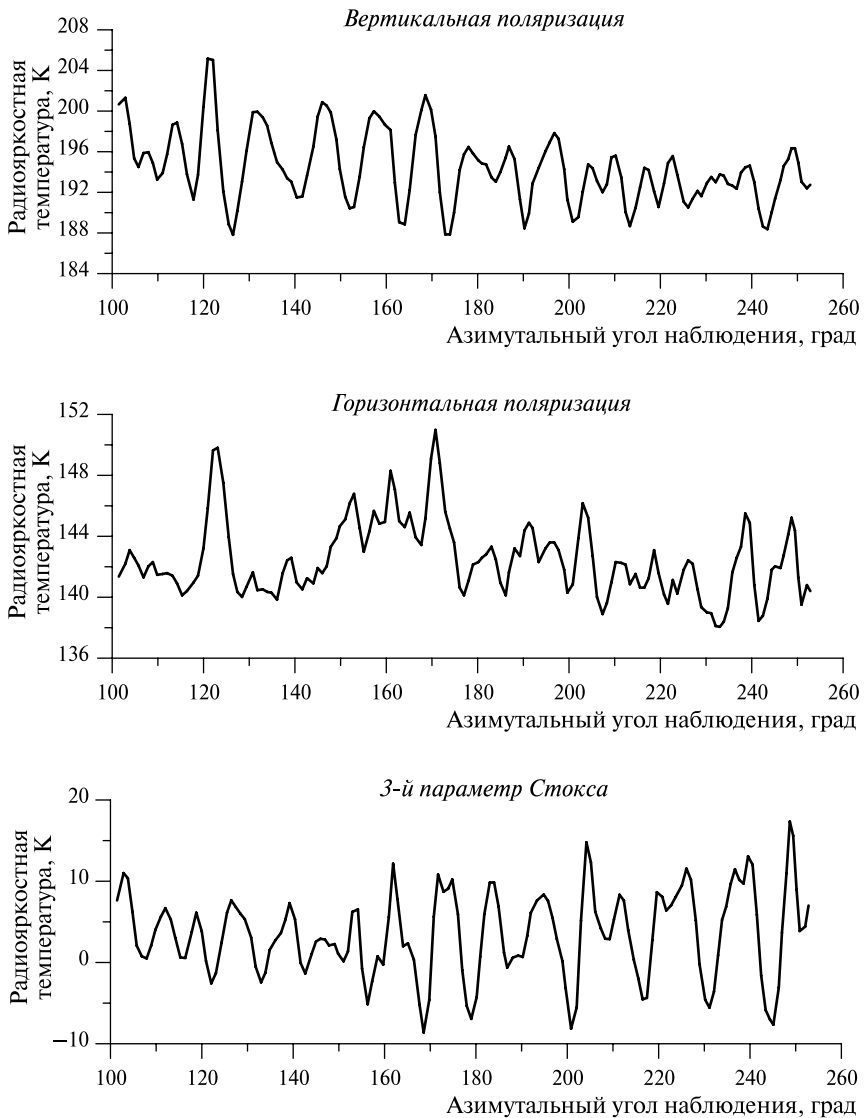 Вертикальная поляризация
208
204
200
196
192
188
184
Радиояркостная
температура, К
100 120 140 160 180 200 220 240 260
Азимутальный угол наблюдения, град
Горизонтальная поляризация
152
148
144
140
136
Радиояркостная
температура, К
100 120 140 160 180 200 220 240 260
Азимутальный угол наблюдения, град
3-й параметр Стокса
20
10
0
−10
Радиояркостная
температура, К
100 120 140 160 180 200 220 240 260
Азимутальный угол наблюдения, град